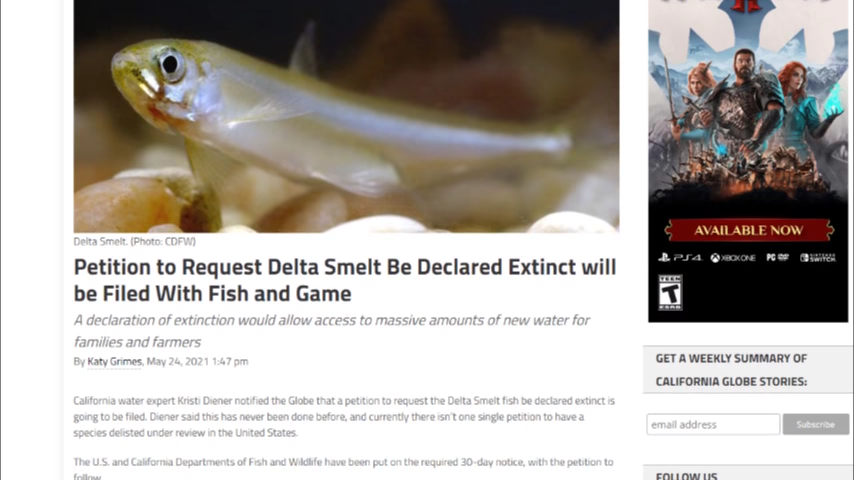 Delta Smelt. (Photo: CDFW)
Petition to Request Delta Smelt Be Declared Extinct will
be Filed With Fish and Game
A declaration of extinction would allow access to massive amounts of new water for
families and farmers
By Katy Grimes, May 24, 2021 1:47 pm
California water expert Kristi Diener notified the Globe that a petition to request the Delta Smelt fish be declared extinct is
going to be filed. Diener said this has never been done before, and currently there isn't one single petition to have a
species delisted under review in the United States.
The U.S. and California Departments of Fish and Wildlife have been put on the required 30-day notice, with the petition to
follow.
II
AVAILABLE NOW
PS4 XBOX ONE PC DVD NINTENDO SWITCH
TEEN
T
ESRB
GET A WEEKLY SUMMARY OF
CALIFORNIA GLOBE STORIES:
email address Subscribe
FOLLOW US